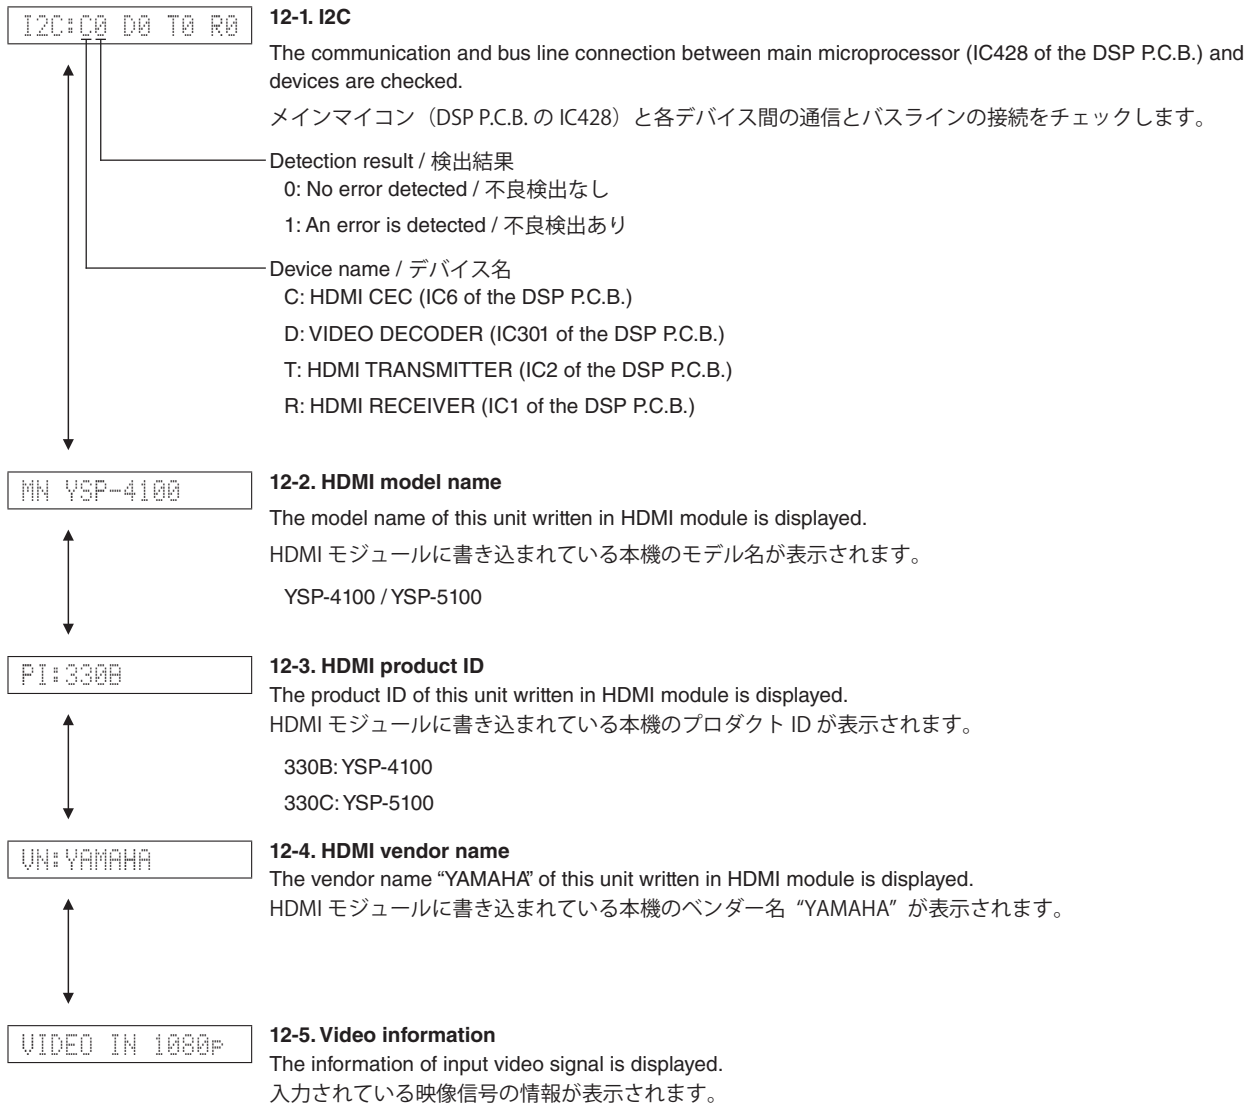 I2C:C0 D0 T0 R0
12-1. I2C
The communication and bus line connection between main microprocessor (IC428 of the DSP P.C.B.) and
devices are checked.
メインマイコン（DSP P.C.B. の IC428）と各デバイス間の通信とバスラインの接続をチェックします。
Detection result / 検出結果
0: No error detected / 不良検出なし
1: An error is detected / 不良検出あり
Device name / デバイス名
C: HDMI CEC (IC6 of the DSP P.C.B.)
D: VIDEO DECODER (IC301 of the DSP P.C.B.)
T: HDMI TRANSMITTER (IC2 of the DSP P.C.B.)
R: HDMI RECEIVER (IC1 of the DSP P.C.B.)
MN YSP-4100
12-2. HDMI model name
The model name of this unit written in HDMI module is displayed.
HDMI モジュールに書き込まれている本機のモデル名が表示されます。
YSP-4100 / YSP-5100
PI:330B
12-3. HDMI product ID
The product ID of this unit written in HDMI module is displayed.
HDMI モジュールに書き込まれている本機のプロダクト ID が表示されます。
330B: YSP-4100
330C: YSP-5100
VN:YAMAHA
12-4. HDMI vendor name
The vendor name “YAMAHA” of this unit written in HDMI module is displayed.
HDMI モジュールに書き込まれている本機のベンダー名 “YAMAHA” が表示されます。
VIDEO IN 1080p
12-5. Video information
The information of input video signal is displayed.
入力されている映像信号の情報が表示されます。